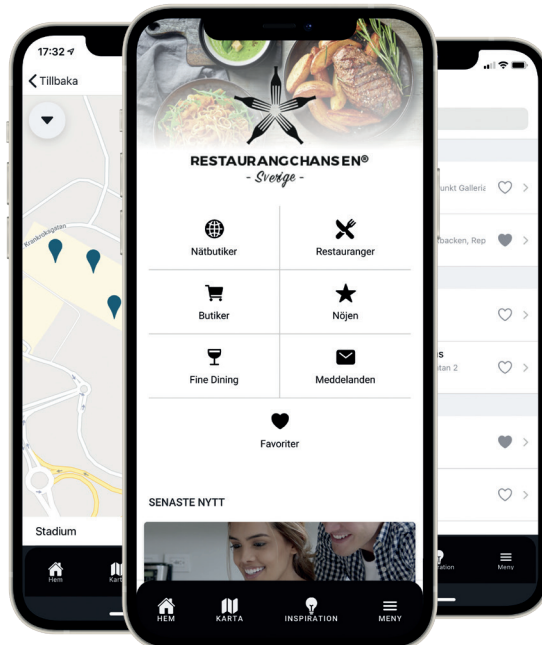 17:32
Tillbaka
Krankroksgatan
Stadium
Hem
RESTAURANGCHANSEN®
- Sverige -
Nätbutiker
Restauranger
Butiker
Nöjen
Fine Dining
Meddelanden
Favoriter
SENASTE NYTT
HEM
KARTA
INSPIRATION
MENY
unkt Galleria
backen, Rep
tan 2
Meny